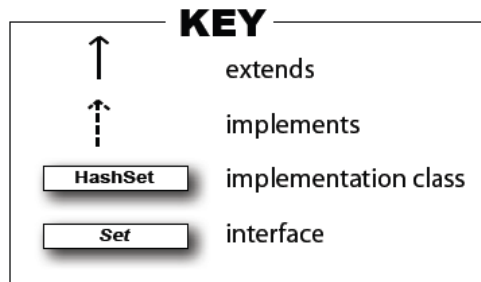 KEY
extends
implements
HashSet implementation class
Set interface